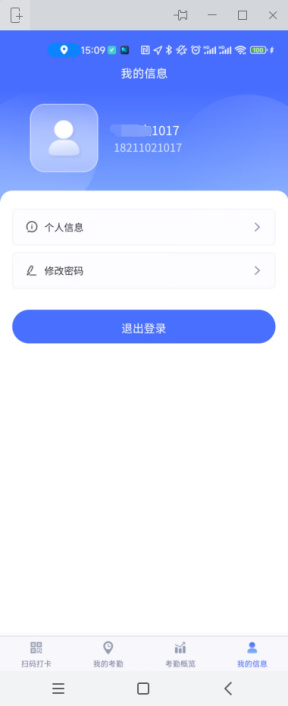 15:09
100
我的信息
1017
18211021017
个人信息
修改密码
退出登录
扫码打卡
我的考勤
考勤概览
我的信息